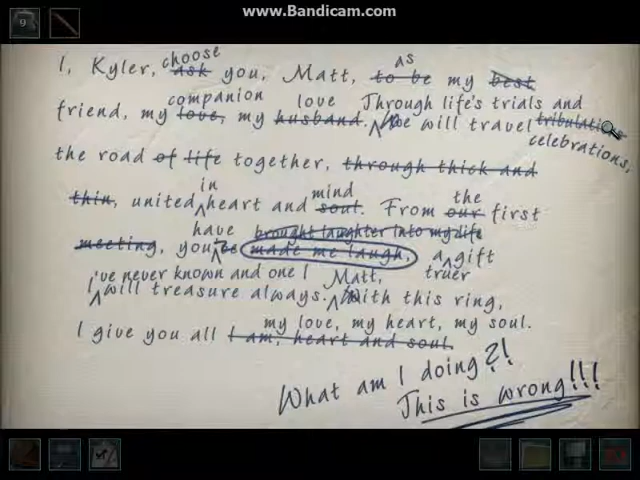 www.Bandicam.com
9
choose as
I, Kyler, ask you, Matt, to be my best
companion love Through life's trials and
friend, my love, my husband. We will travel tribulations
celebrations,
the road of life together, through thick and
in mind the
thin, united heart and soul. From our first
have brought laughter into my life
meeting, you've made me laugh, a gift
I've never known and one I Matt, truer
I will treasure always. With this ring,
my love, my heart, my soul.
I give you all I am, heart and soul.
What am I doing?!
This is wrong!!!